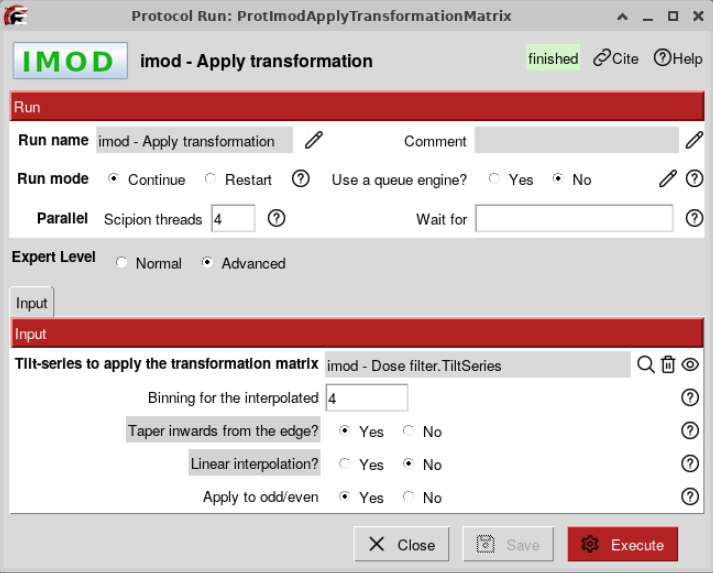 Protocol Run: ProtImodApplyTransformationMatrix
IMOD imod - Apply transformation finished Cite Help
Run
Run name imod - Apply transformation Comment
Run mode Continue Restart Use a queue engine? Yes No
Parallel Scipion threads 4 Wait for
Expert Level Normal Advanced
Input
Input
Tilt-series to apply the transformation matrix imod - Dose filter.TiltSeries
Binning for the interpolated 4
Taper inwards from the edge? Yes No
Linear interpolation? Yes No
Apply to odd/even Yes No
Close Save Execute